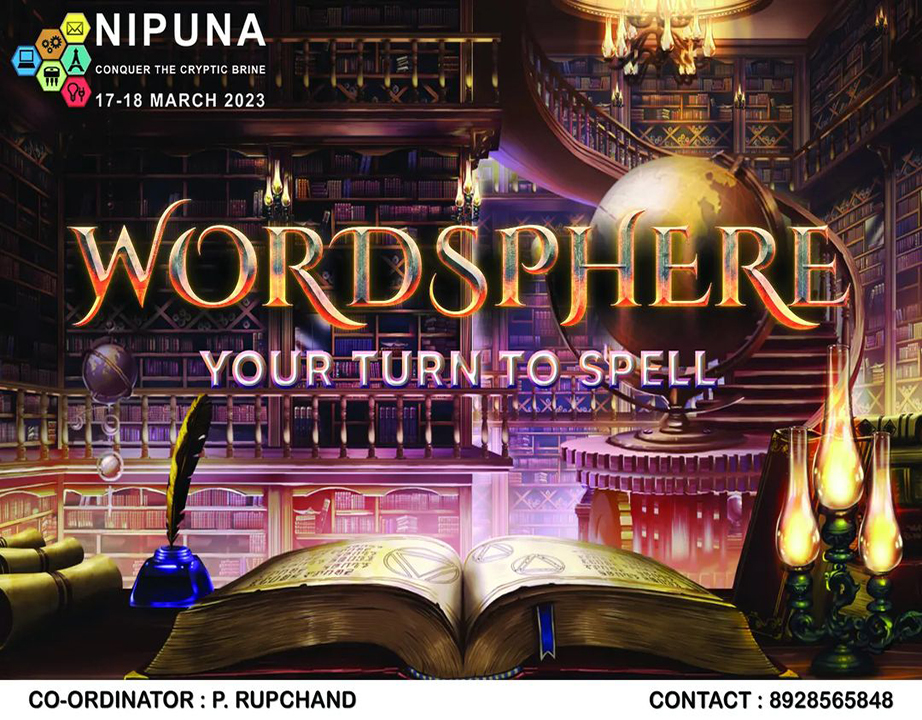 NIPUNA
CONQUER THE CRYPTIC BRINE
17-18 MARCH 2023
WORDSPHERE
YOUR TURN TO SPELL
CO-ORDINATOR : P. RUPCHAND
CONTACT : 8928565848